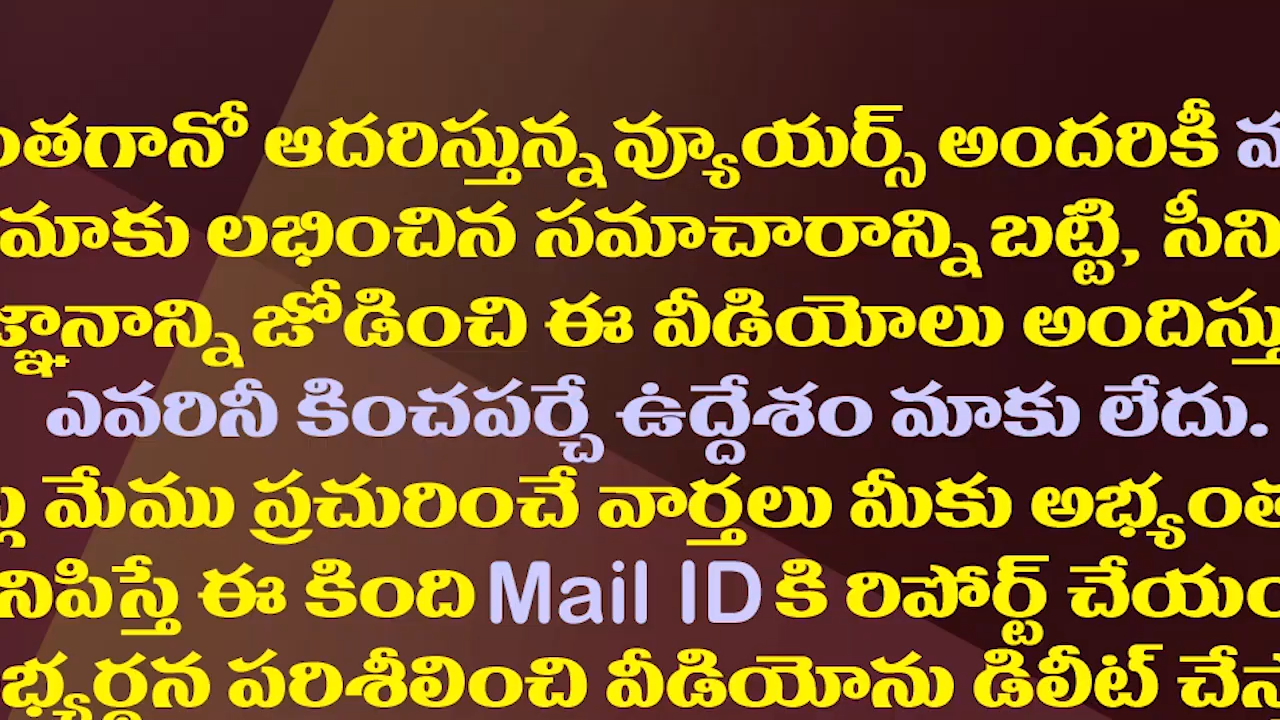 ంతగానో ఆదరిస్తున్న వ్యూయర్స్ అందరికీ
మాకు లభించిన సమాచారాన్ని బట్టి, సీని
జ్ఞానాన్ని జోడించి ఈ వీడియోలు అందిస్తు
ఎవరినీ కించపర్చే ఉద్దేశం మాకు లేదు.
మేము ప్రచురించే వార్తలు మీకు అభ్యంత
నిపిస్తే ఈ కింది Mail ID కి రిపోర్ట్ చేయం
భ్యర్థన పరిశీలించి వీడియోను డిలీట్ చేస